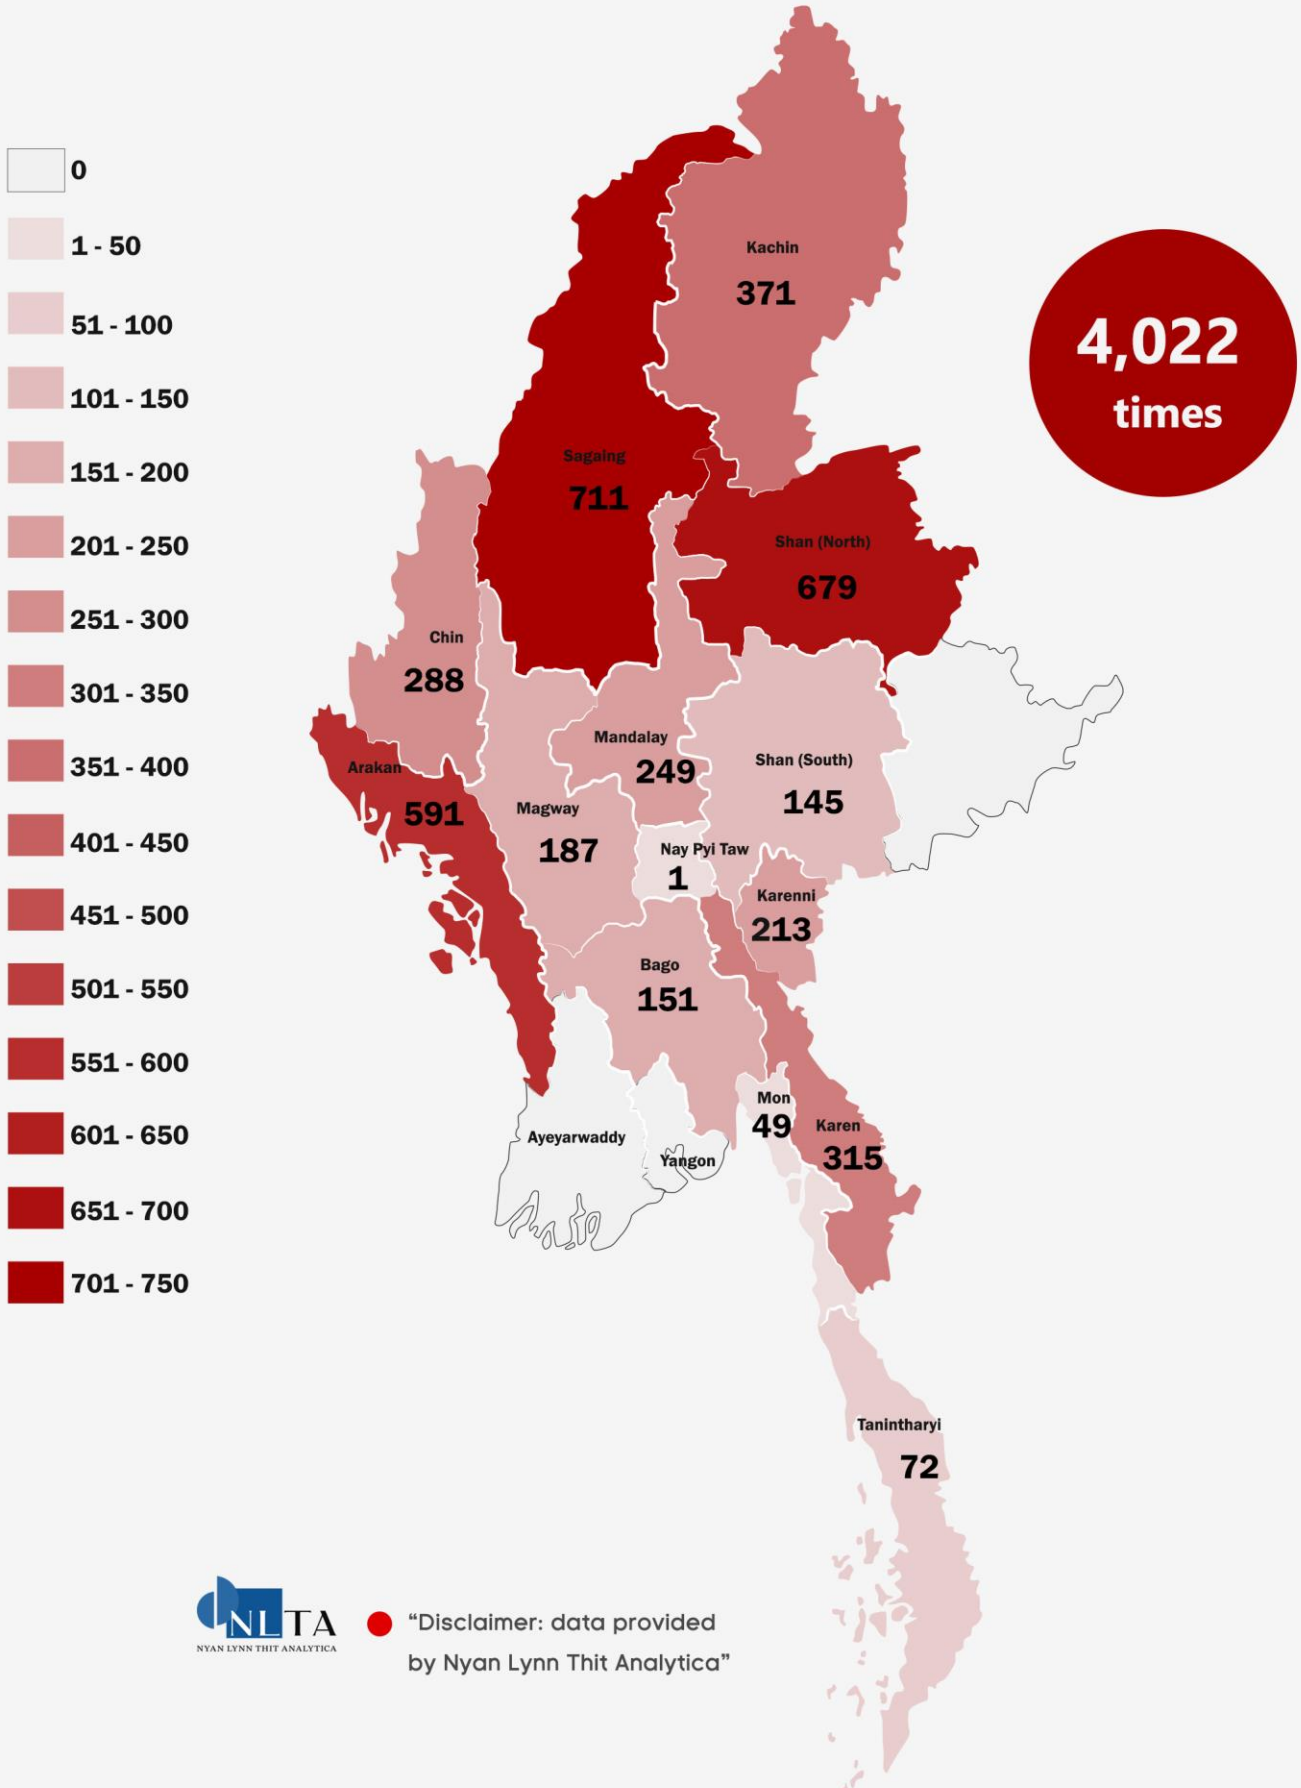 0
1 - 50
51 - 100
101 - 150
151 - 200
201 - 250
251 - 300
301 - 350
351 - 400
401 - 450
451 - 500
501 - 550
551 - 600
601 - 650
651 - 700
701 - 750
4,022
times
Kachin
371
Sagaing
711
Shan (North)
679
Chin
288
Mandalay
249
Shan (South)
145
Arakan
591
Magway
187
Nay Pyi Taw
1
Karenni
213
Bago
151
Mon
49
Karen
315
Ayeyarwaddy
Yangon
Tanintharyi
72
NLTA
NYAN LYNN THIT ANALYTICA
“Disclaimer: data provided
by Nyan Lynn Thit Analytica”